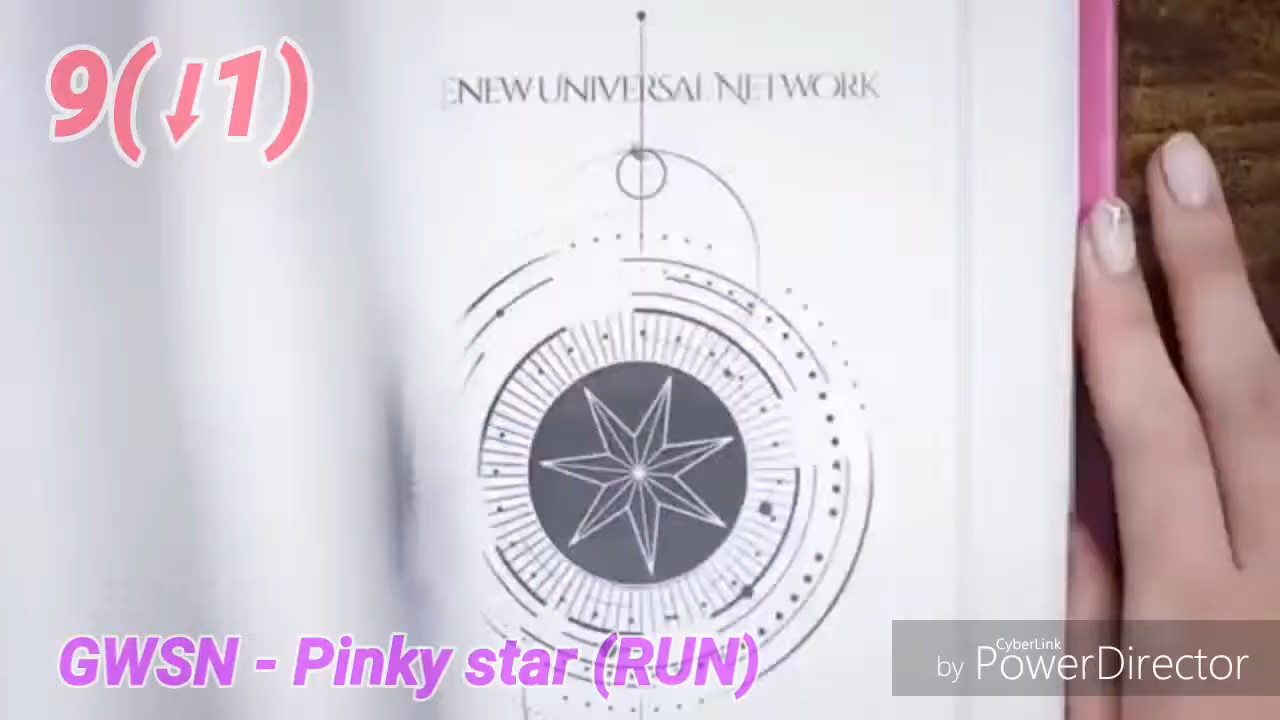 9(↓1)
ENEW UNIVERSAL NETWORK
GWSN - Pinky star (RUN)
CyberLink
by PowerDirector